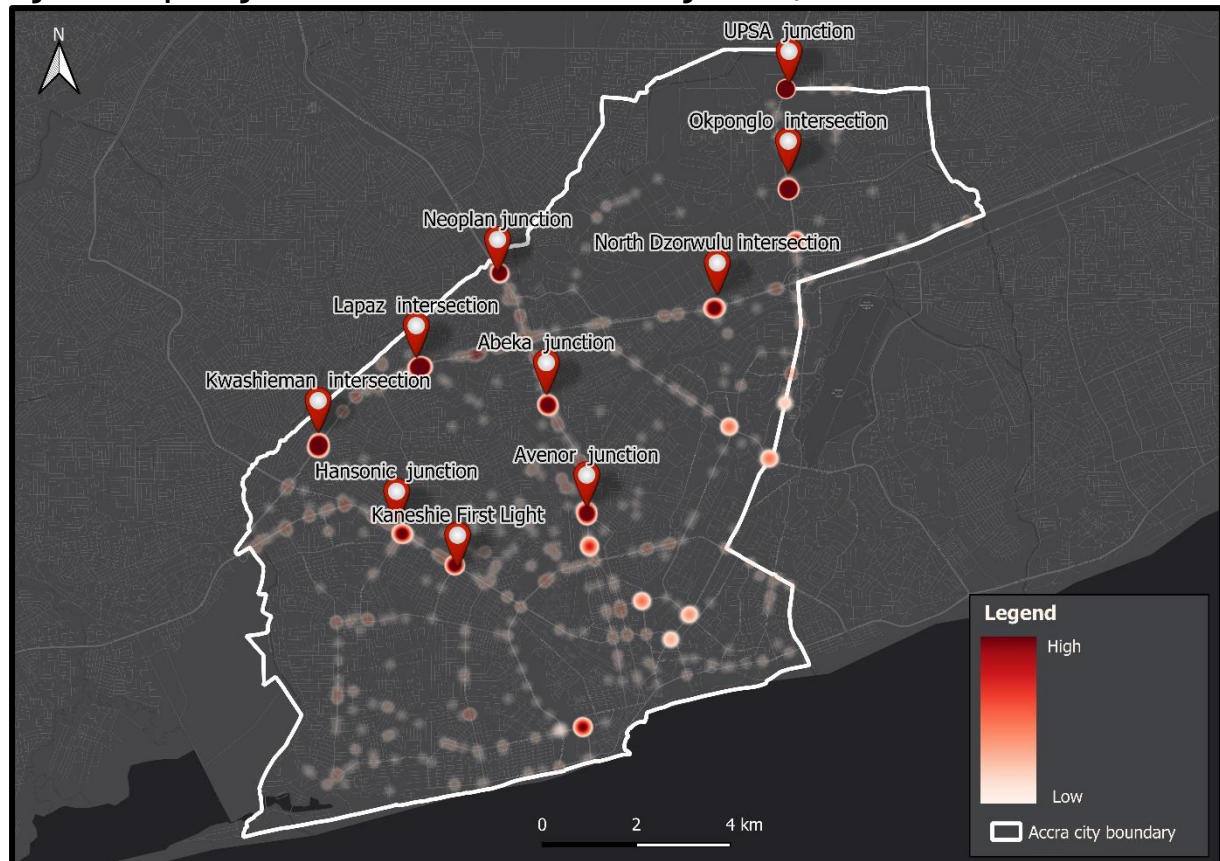 N
UPSA junction
Okponglo intersection
Neoplan junction
North Dzorwulu intersection
Lapaz intersection
Abeka junction
Kwashieman intersection
Hansonic junction
Avenor junction
Kaneshie First Light
Legend
High
Low
Accra city boundary
0 2 4 km